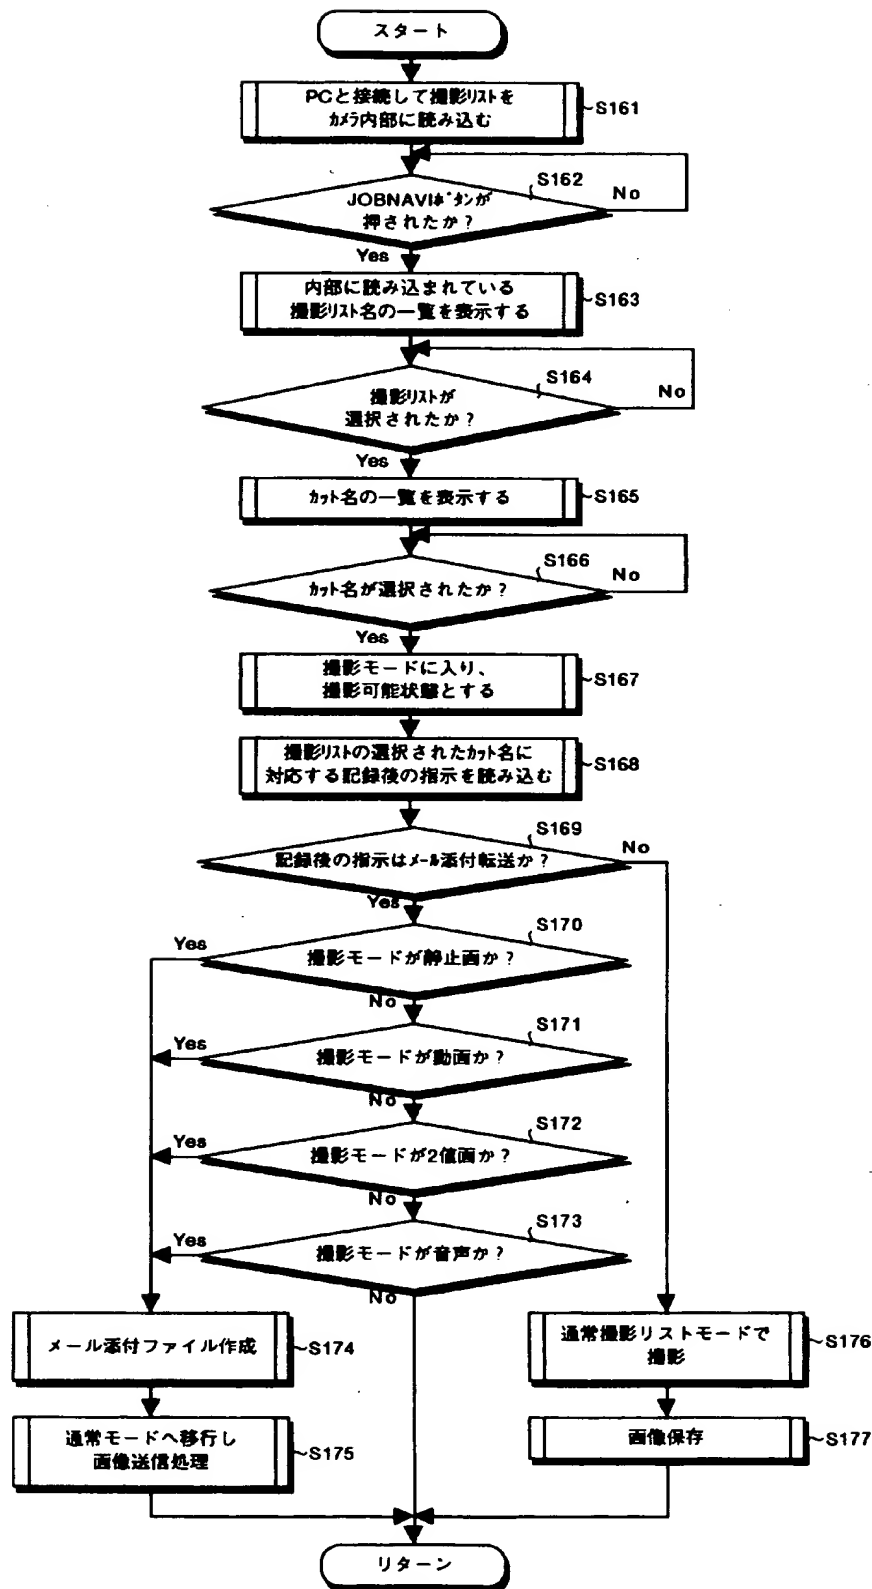 スタート
PCと接続して撮影リストを
カメラ内部に読み込む
S161
S162
JOBNAVIボタンが
押されたか?
No
Yes
内部に読み込まれている
撮影リスト名の一覧を表示する
S163
S164
撮影リストが
選択されたか?
No
Yes
カット名の一覧を表示する
S165
S166
カット名が選択されたか?
No
Yes
撮影モードに入り、
撮影可能状態とする
S167
撮影リストの選択されたカット名に
対応する記録後の指示を読み込む
S168
S169
記録後の指示はメール添付転送か?
No
Yes
S170
Yes
撮影モードが静止画か?
No
S171
Yes
撮影モードが動画か?
No
S172
Yes
撮影モードが2値画か?
No
S173
Yes
撮影モードが音声か?
No
メール添付ファイル作成
S174
通常撮影リストモードで
撮影
S176
通常モードへ移行し
画像送信処理
S175
画像保存
S177
リターン